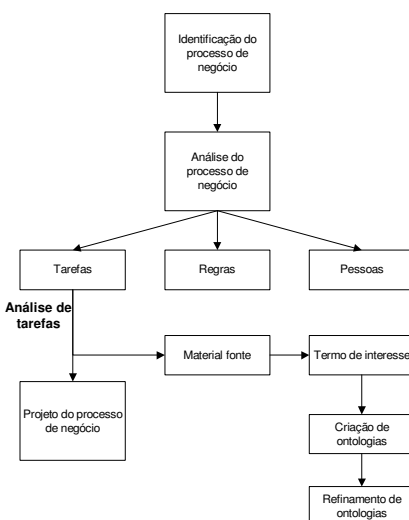 Identificação do
processo de
negócio
Análise do
processo de
negócio
Tarefas
Regras
Pessoas
Análise de
tarefas
Material fonte
Termo de interesse
Projeto do processo
de negócio
Criação de
ontologias
Refinamento de
ontologias